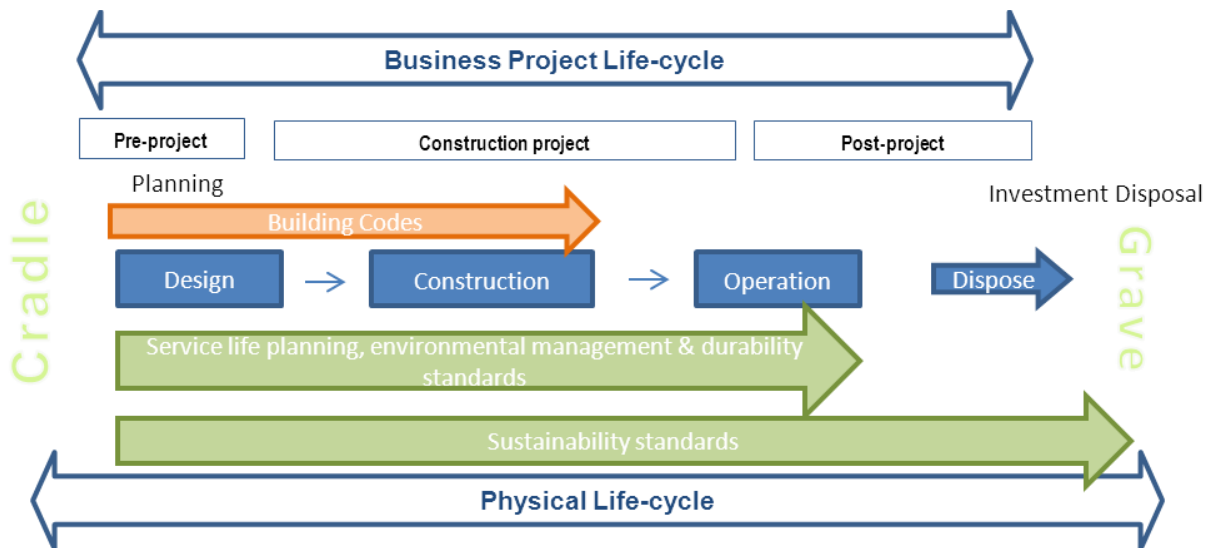 Business Project Life-cycle
Pre-project
Construction project
Post-project
Planning
Investment Disposal
Cradle
Grave
Building Codes
Design
Construction
Operation
Dispose
Service life planning, environmental management & durability
standards
Sustainability standards
Physical Life-cycle